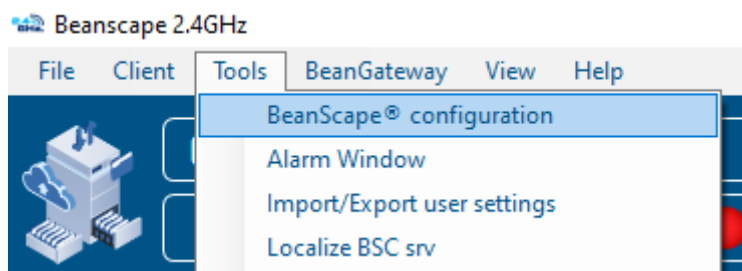 Beanscape 2.4GHz
File Client Tools BeanGateway View Help
BeanScape® configuration
Alarm Window
Import/Export user settings
Localize BSC srv